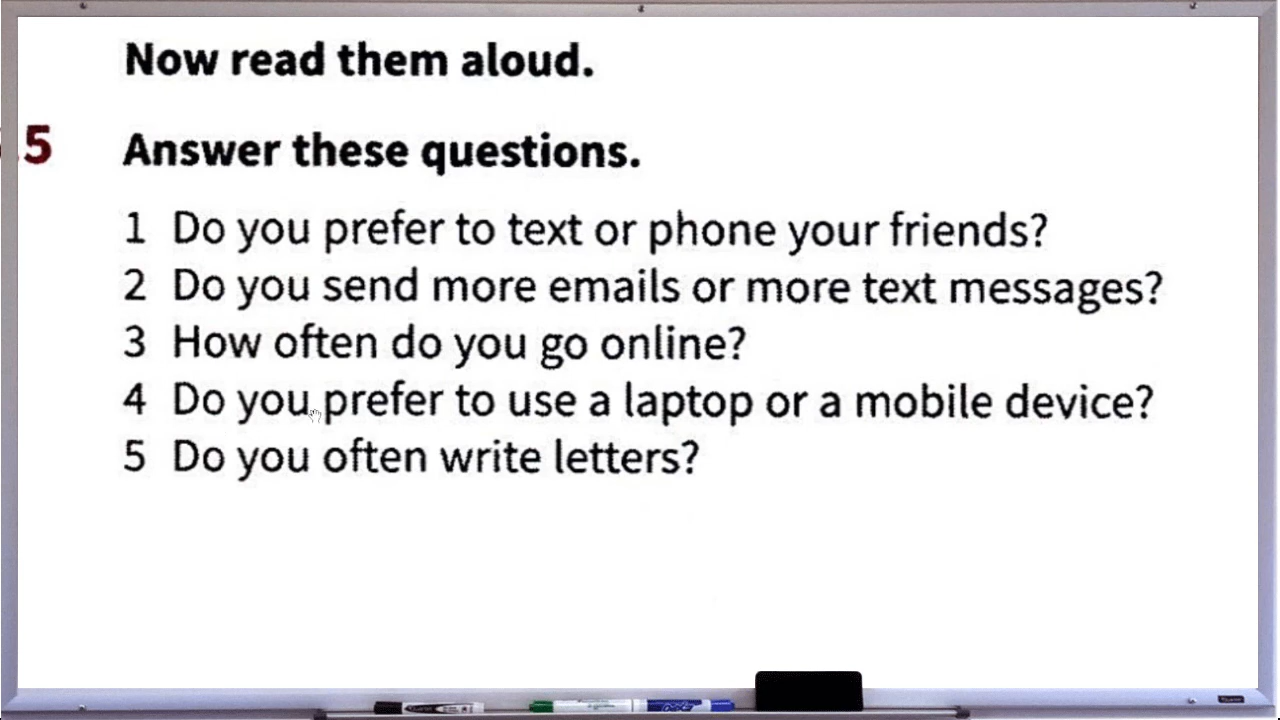 Now read them aloud.
5 Answer these questions.
1 Do you prefer to text or phone your friends?
2 Do you send more emails or more text messages?
3 How often do you go online?
4 Do you prefer to use a laptop or a mobile device?
5 Do you often write letters?